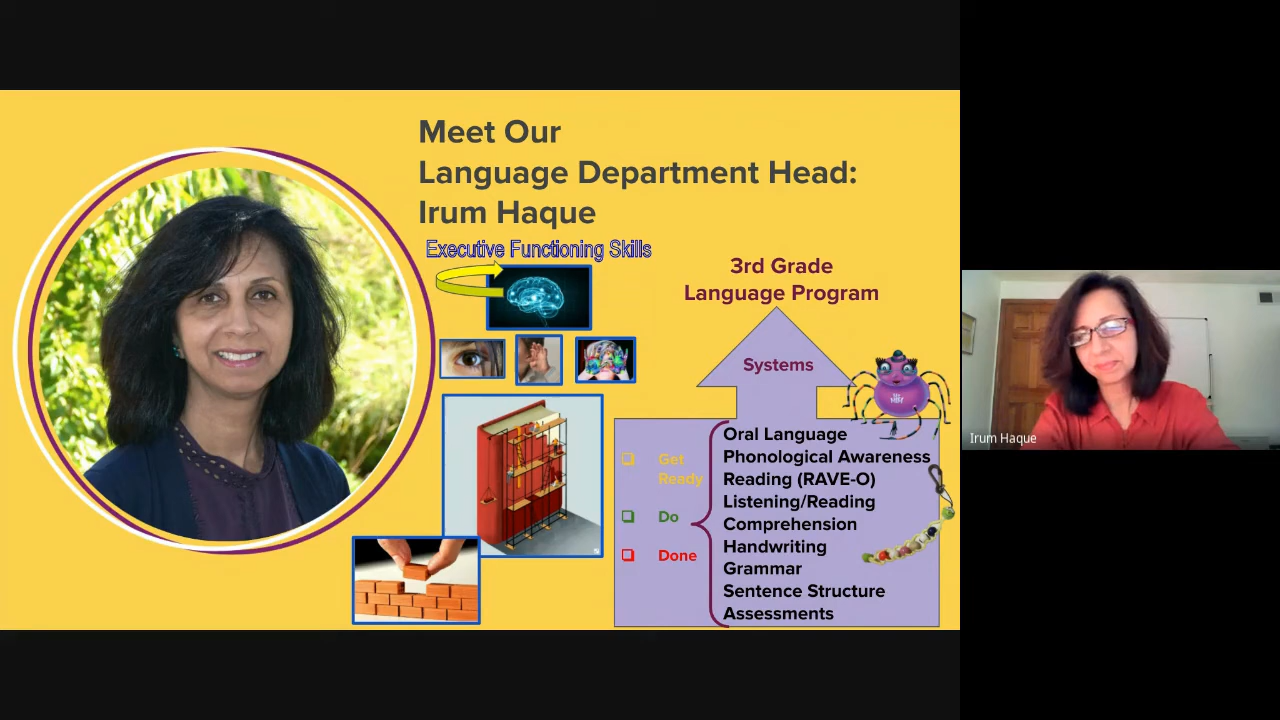 Meet Our
Language Department Head:
Irum Haque
Executive Functioning Skills
3rd Grade
Language Program
Systems
Get
Ready
Do
Done
Oral Language
Phonological Awareness
Reading (RAVE-O)
Listening/Reading
Comprehension
Handwriting
Grammar
Sentence Structure
Assessments
Irum Haque